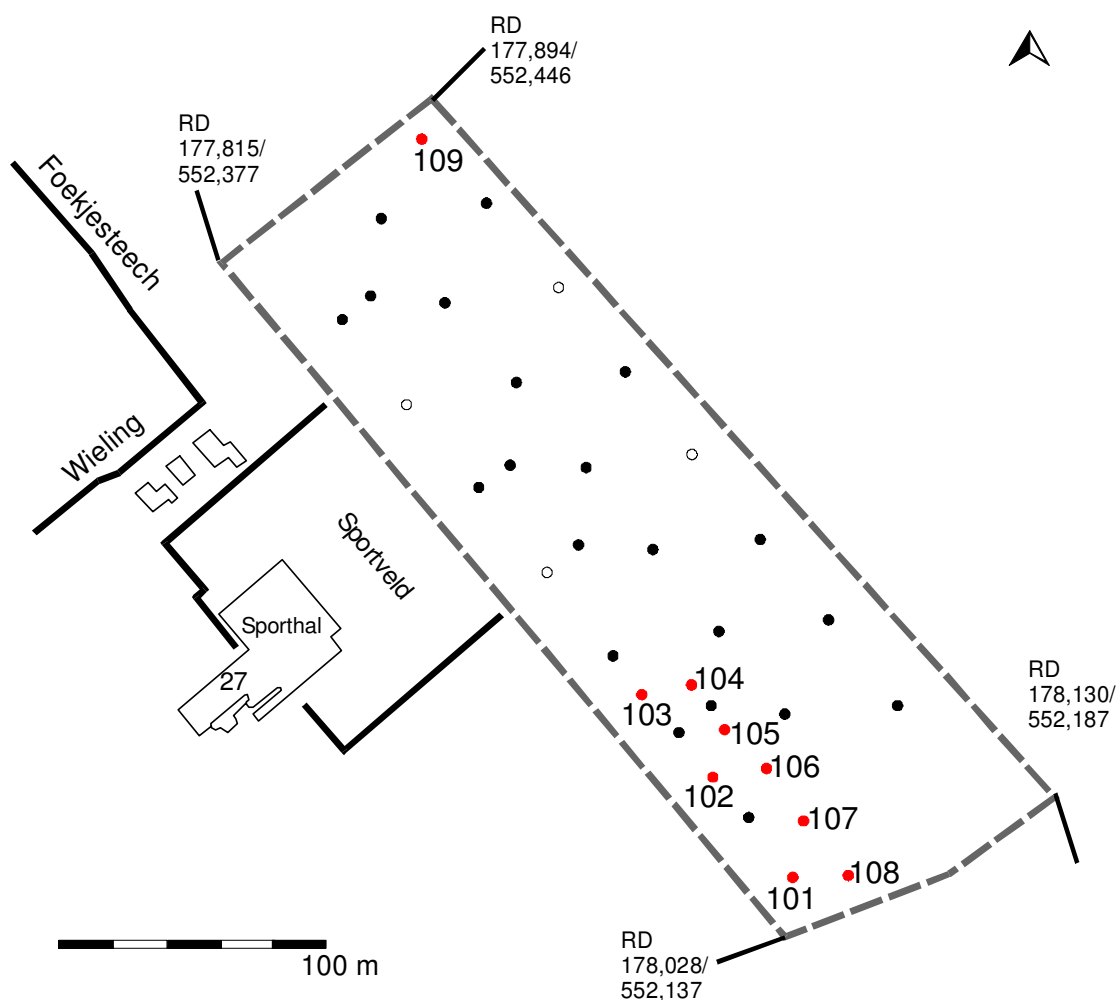 RD
177,894/
552,446
RD
177,815/
552,377
109
Foekjesteech
Wieling
Sportveld
Sporthal
27
104
103
105
106
102
107
108
101
RD
178,130/
552,187
RD
178,028/
552,137
100 m